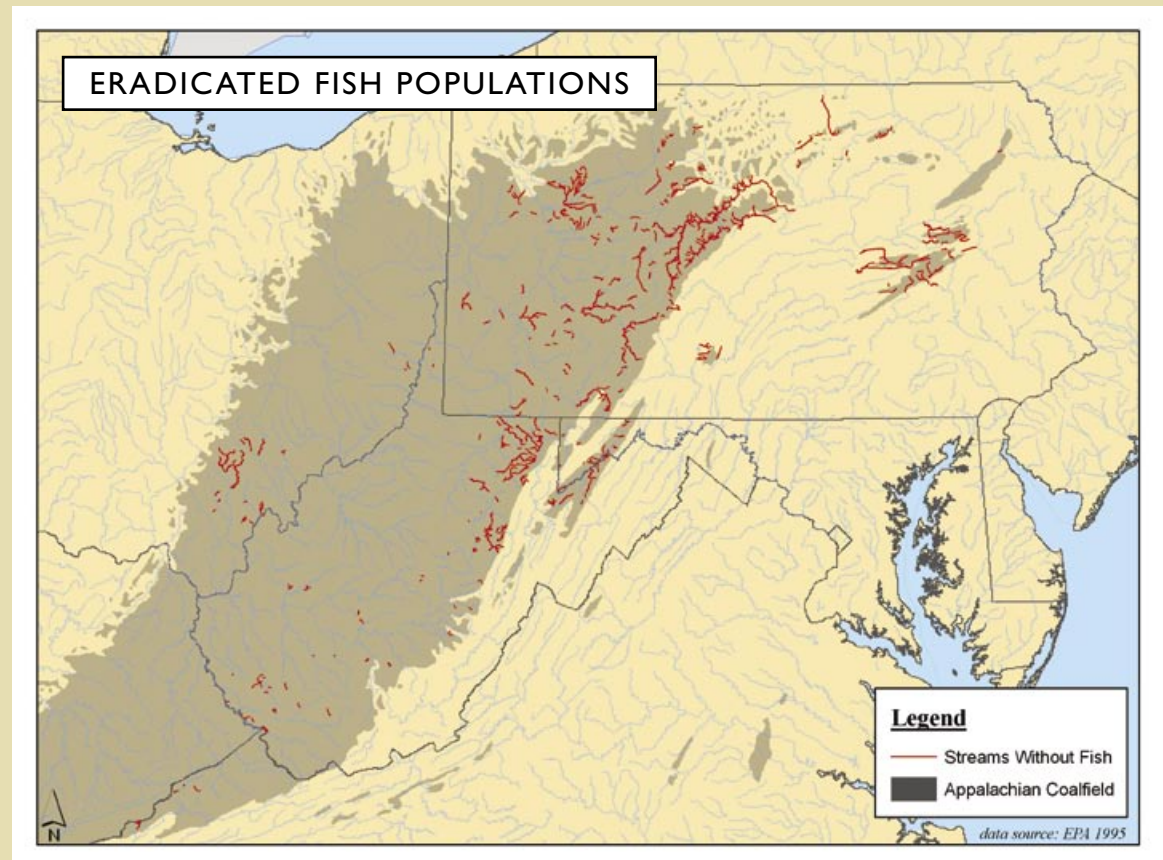 ERADICATED FISH POPULATIONS
Legend
Streams Without Fish
Appalachian Coalfield
N
data source: EPA 1995